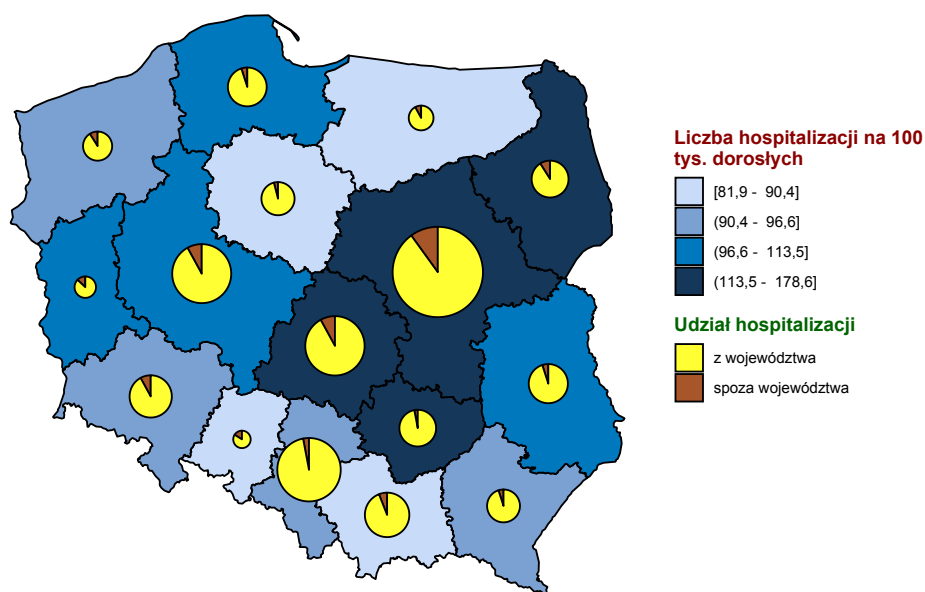 Liczba hospitalizacji na 100
tys. dorosłych
[81,9 - 90,4]
(90,4 - 96,6]
(96,6 - 113,5]
(113,5 - 178,6]
Udział hospitalizacji
z województwa
spoza województwa